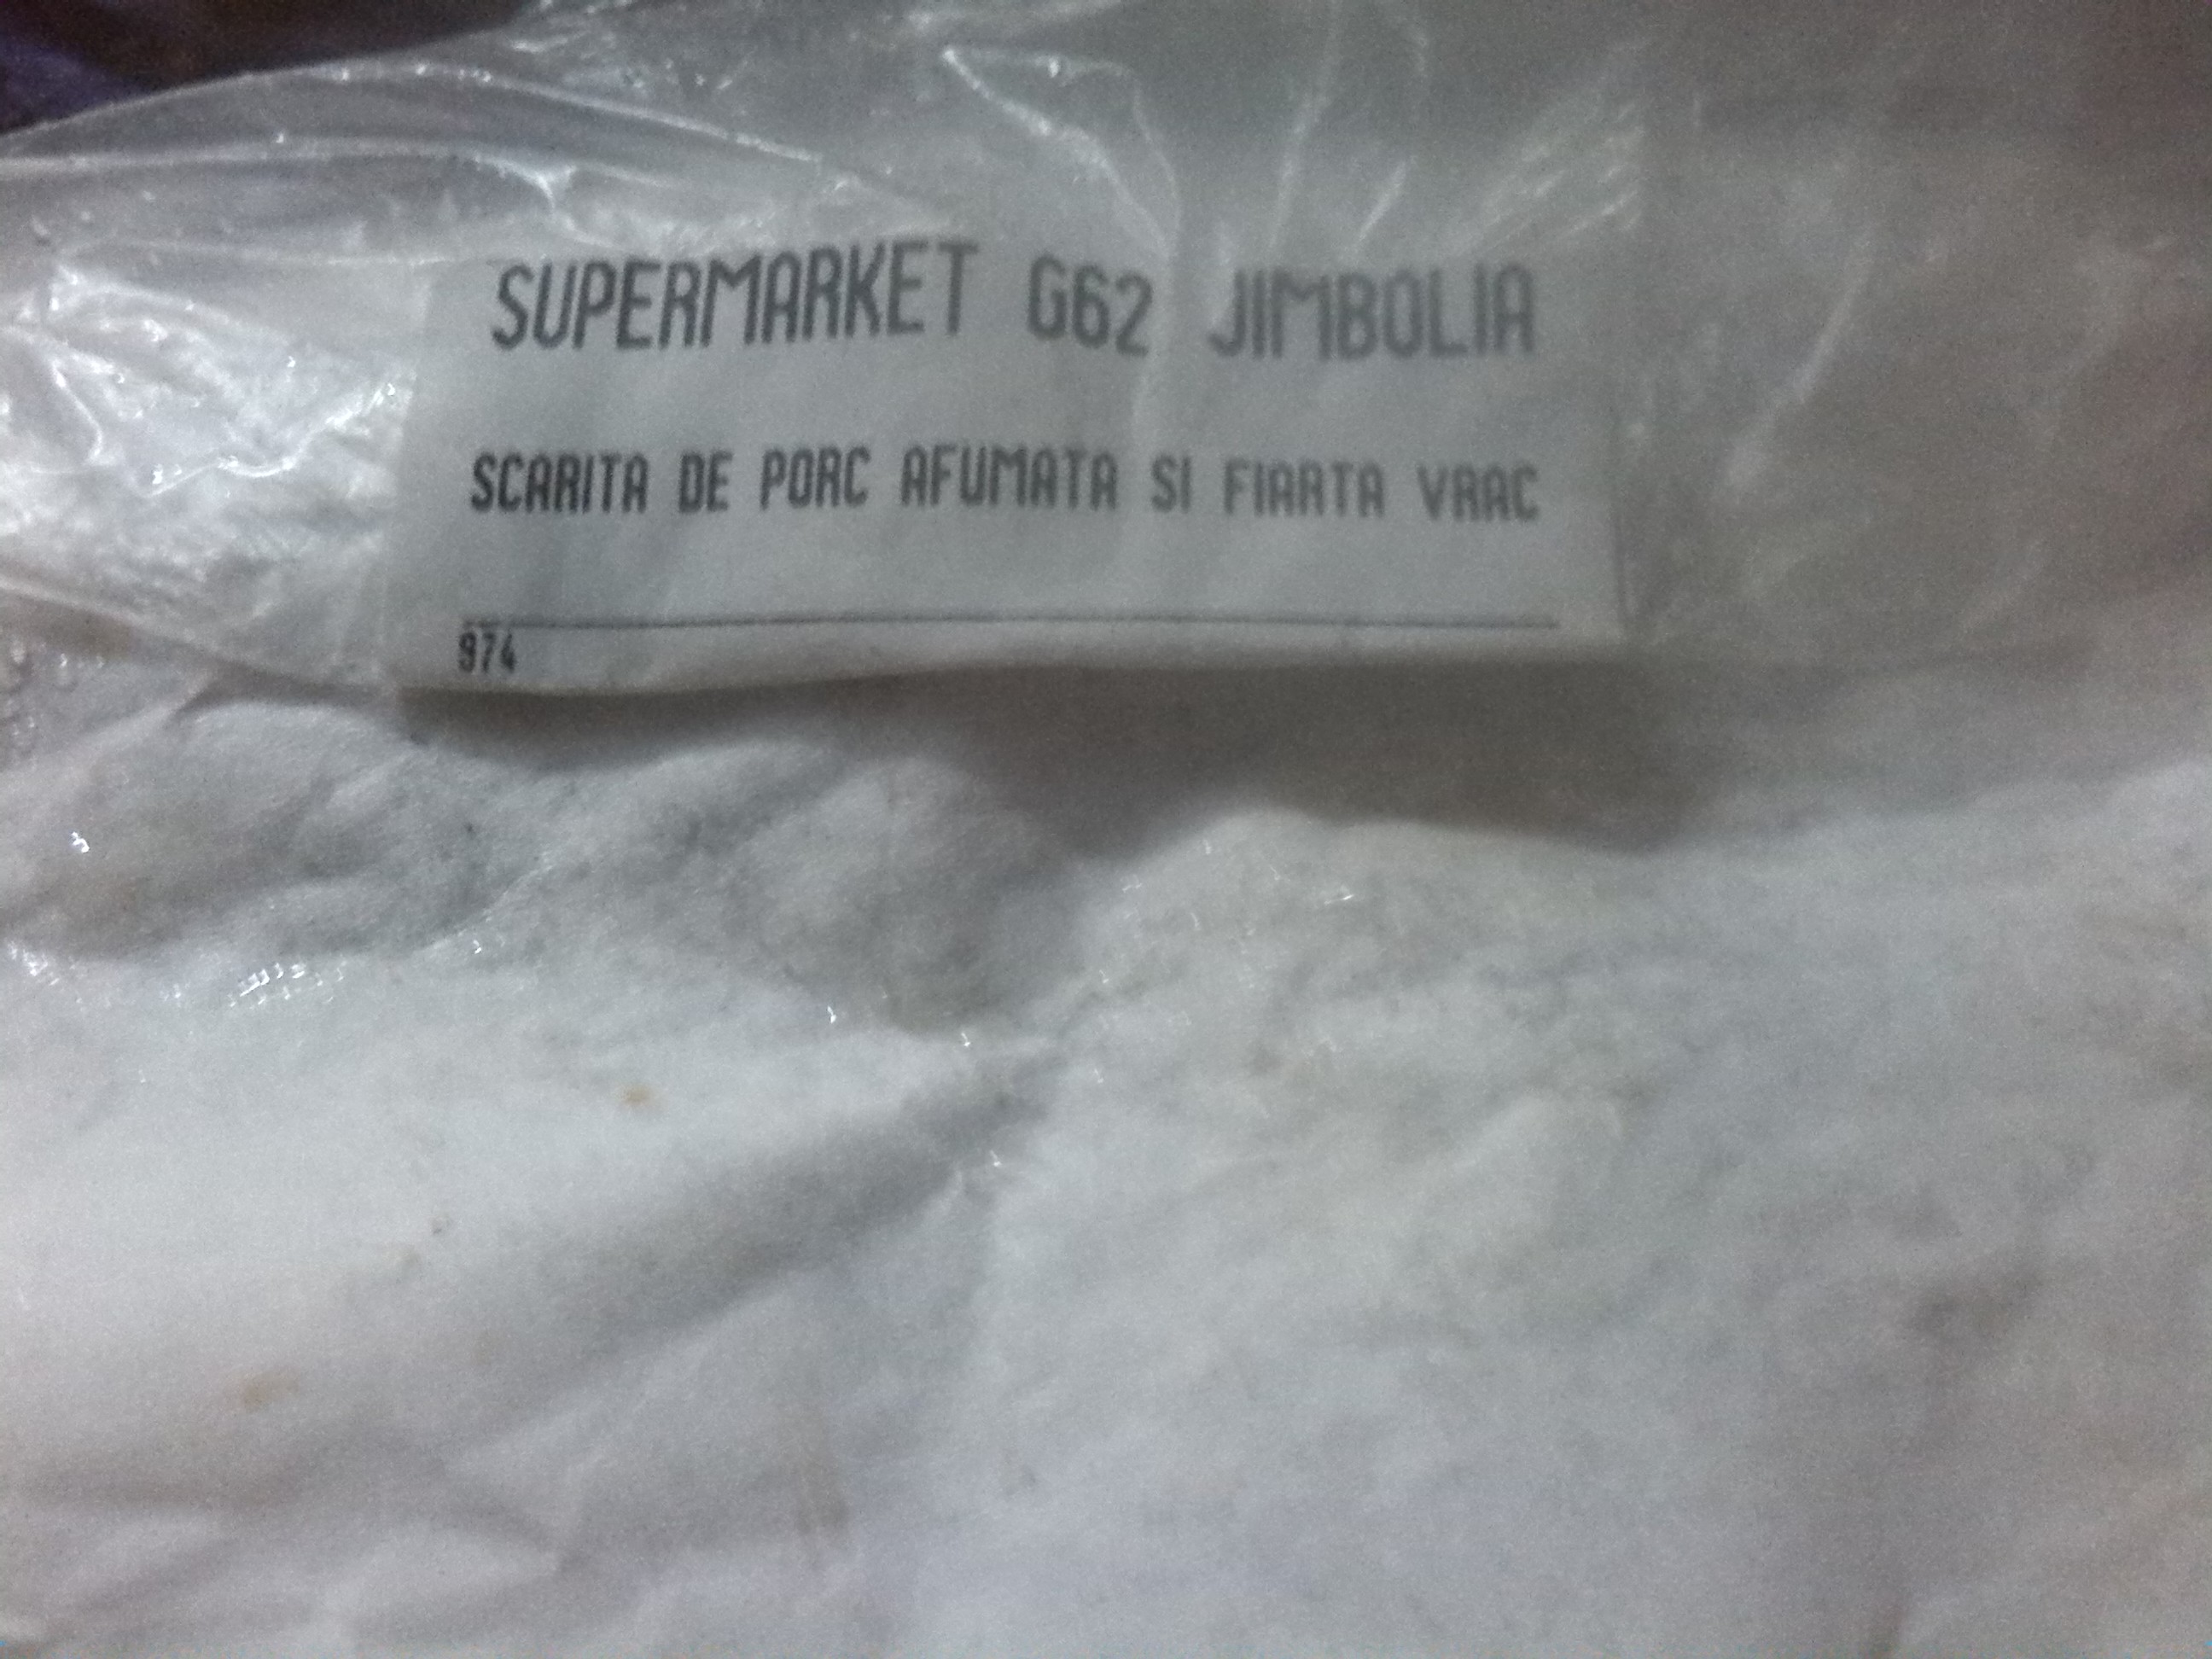 SUPERMARKET G62 JIMBOLIA
SCARITA DE PORC AFUMATA SI FIARTA VRAC
974